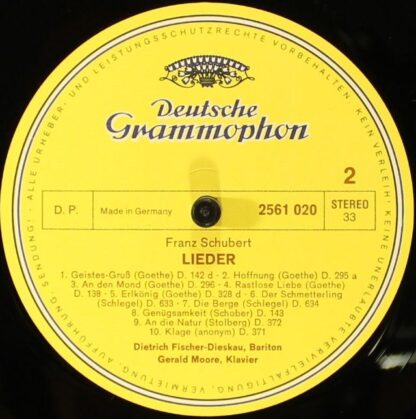 ALLE URHEBER- UND LEISTUNGSSCHUTZRECHTE VORBEHALTEN · KEIN VERLEIH! KEINE UNERLAUBTE VERVIELFÄLTIGUNG, AUFFÜHRUNG, SENDUNG!
Deutsche
Grammophon
2
D. P.
Made in Germany
2561 020
STEREO
33
Franz Schubert
LIEDER
1. Geistes-Gruß (Goethe) D. 142 d · 2. Hoffnung (Goethe) D. 295 a
3. An den Mond (Goethe) D. 296 · 4. Rastlose Liebe (Goethe)
D. 138 · 5. Erlkönig (Goethe) D. 328 d · 6. Der Schmetterling
(Schlegel) D. 633 · 7. Die Berge (Schlegel) D. 634
8. Genügsamkeit (Schober) D. 143
9. An die Natur (Stolberg) D. 372
10. Klage (anonym) D. 371
Dietrich Fischer-Dieskau, Bariton
Gerald Moore, Klavier